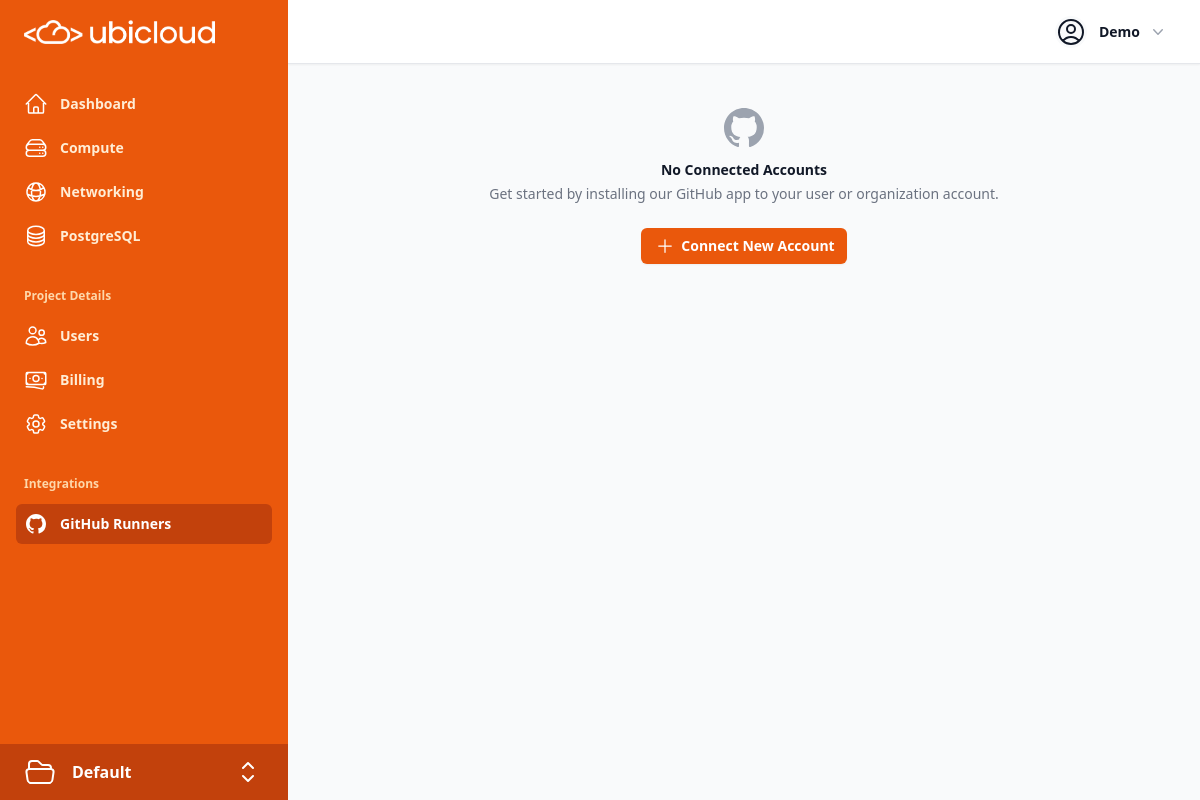 ubicloud
Demo
Dashboard
Compute
Networking
PostgreSQL
Project Details
Users
Billing
Settings
Integrations
GitHub Runners
Default
No Connected Accounts
Get started by installing our GitHub app to your user or organization account.
Connect New Account